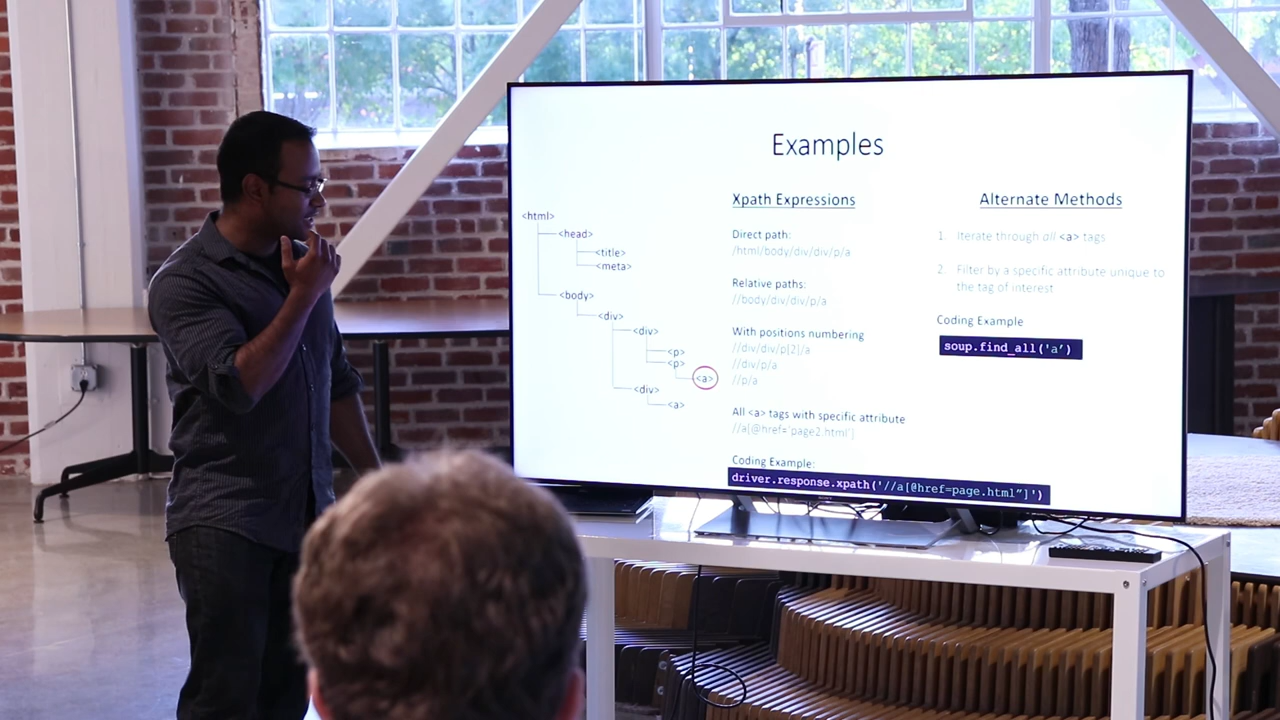 Examples
<html>
<head>
<title>
<meta>
<body>
<div>
<div>
<p>
<p>
<a>
<div>
<a>
Xpath Expressions
Direct path:
/html/body/div/div/p/a
Relative paths:
//body/div/div/p/a
With positions numbering
//div/div/p[2]/a
//div/p/a
//p/a
All <a> tags with specific attribute
//a[@href='page2.html']
Coding Example:
driver.response.xpath('//a[@href=page.html”]')
Alternate Methods
1. Iterate through all <a> tags
2. Filter by a specific attribute unique to
the tag of interest
Coding Example
soup.find_all('a’)
SONY